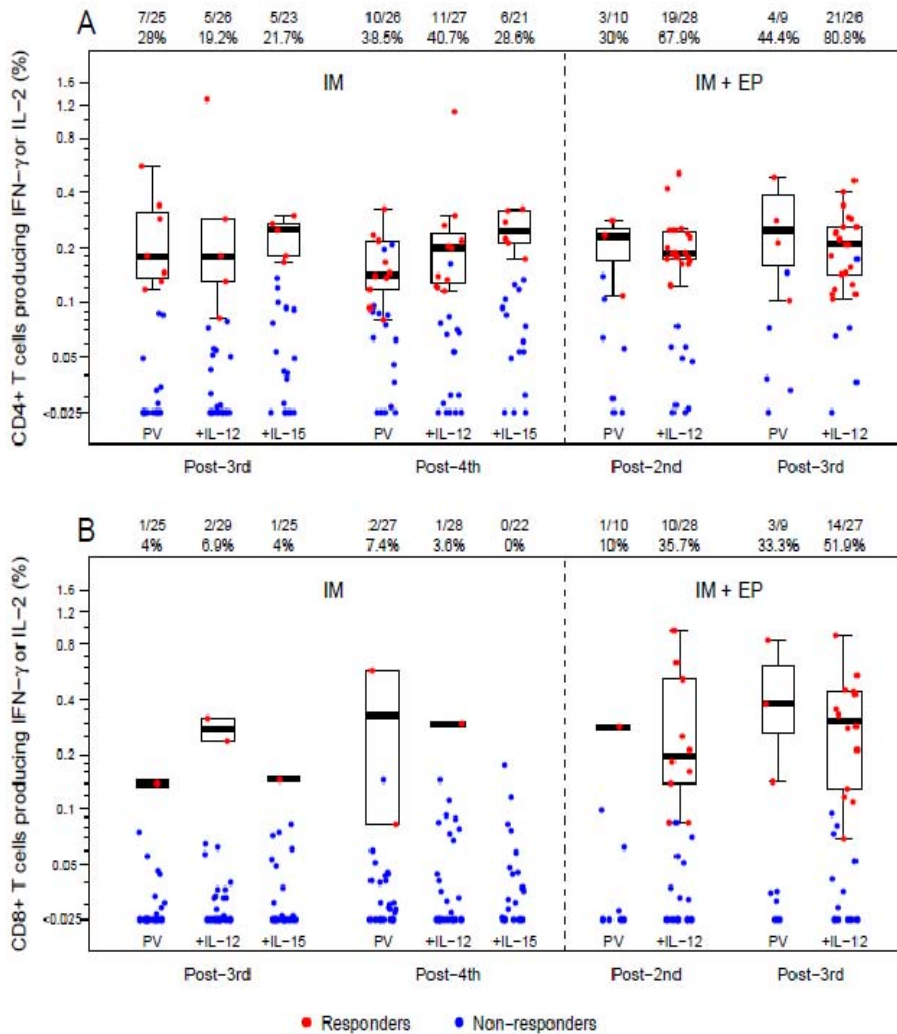 A
7/25 5/26 5/23 10/26 11/27 6/21 3/10 19/28 4/9 21/26
28% 19.2% 21.7% 38.5% 40.7% 28.6% 30% 67.9% 44.4% 80.8%
IM IM + EP
CD4+ T cells producing IFN-γ or IL-2 (%)
1.6
1.2
0.8
0.4
0.2
0.1
0.05
<0.025
PV +IL-12 +IL-15 PV +IL-12 +IL-15 PV +IL-12 PV +IL-12
Post-3rd Post-4th Post-2nd Post-3rd
B
1/25 2/29 1/25 2/27 1/28 0/22 1/10 10/28 3/9 14/27
4% 6.9% 4% 7.4% 3.6% 0% 10% 35.7% 33.3% 51.9%
IM IM + EP
CD8+ T cells producing IFN-γ or IL-2 (%)
1.6
1.2
0.8
0.4
0.2
0.1
0.05
<0.025
PV +IL-12 +IL-15 PV +IL-12 +IL-15 PV +IL-12 PV +IL-12
Post-3rd Post-4th Post-2nd Post-3rd
Responders Non-responders